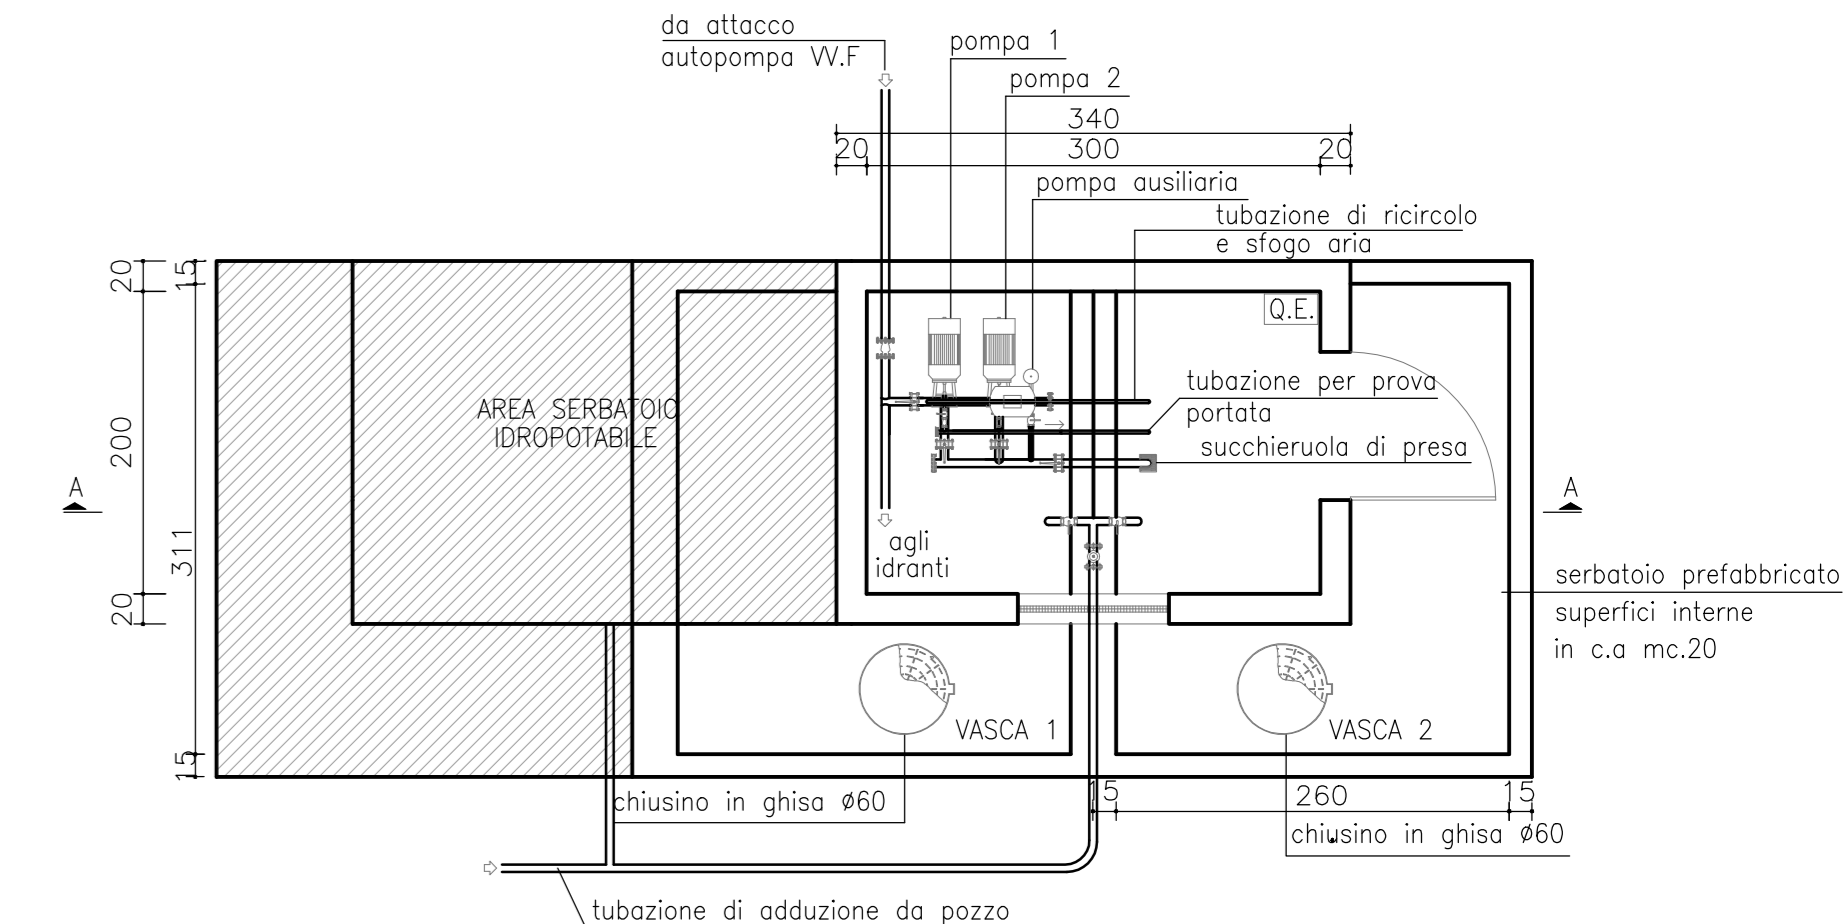 da attacco
autopompa VV.F
pompa 1
pompa 2
340
20 300 20
pompa ausiliaria
tubazione di ricircolo
e sfogo aria
20
15
Q.E.
tubazione per prova
portata
AREA SERBATOIO
IDROPOTABILE
200
succhieruola di presa
A
A
311
agli
idranti
serbatoio prefabbricato
20
superfici interne
in c.a mc.20
VASCA 1
VASCA 2
15
15 260 15
chiusino in ghisa ø60
chiusino in ghisa ø60
tubazione di adduzione da pozzo